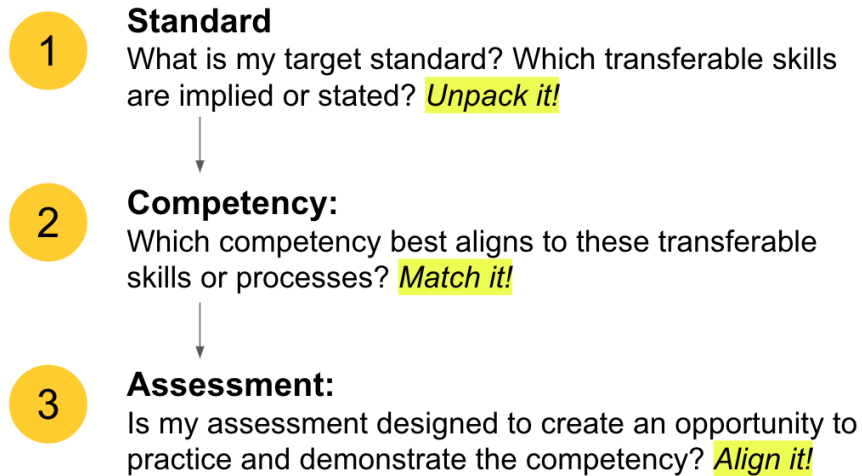 1
Standard
What is my target standard? Which transferable skills
are implied or stated? Unpack it!
2
Competency:
Which competency best aligns to these transferable
skills or processes? Match it!
3
Assessment:
Is my assessment designed to create an opportunity to
practice and demonstrate the competency? Align it!